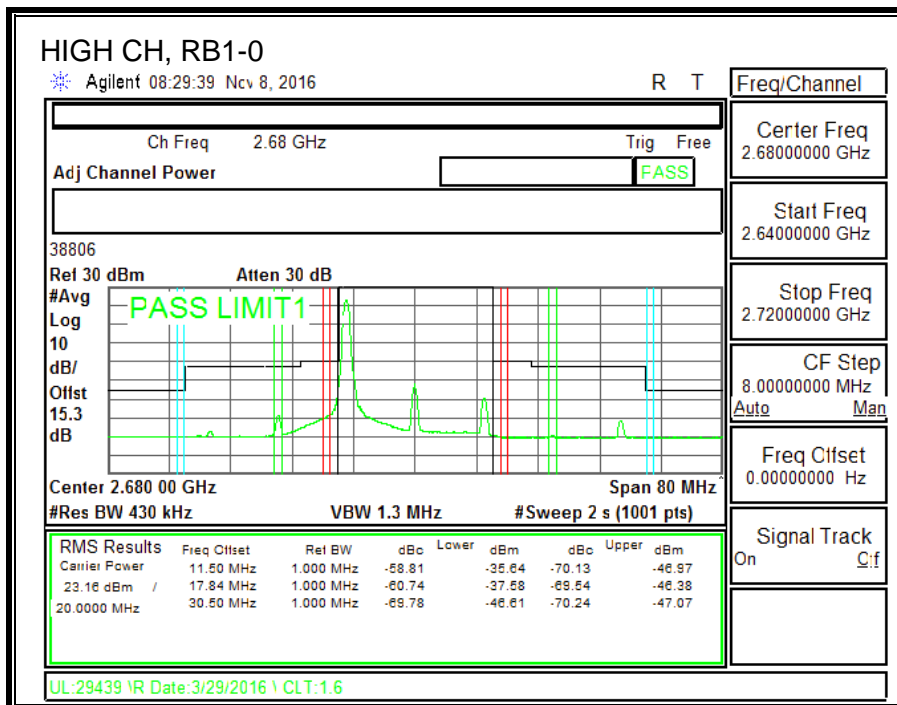 HIGH CH, RB1-0
Agilent 08:29:39 Nov 8, 2016 R T
Freq/Channel
Ch Freq 2.68 GHz Trig Free
Adj Channel Power PASS
Center Freq
2.68000000 GHz
Start Freq
2.64000000 GHz
38806
Ref 30 dBm Atten 30 dB
#Avg
Log
10
dB/
Offst
15.3
dB
PASS LIMIT1
Stop Freq
2.72000000 GHz
CF Step
8.00000000 MHz
Auto Man
Freq Offset
0.00000000 Hz
Center 2.680 00 GHz Span 80 MHz
#Res BW 430 kHz VBW 1.3 MHz #Sweep 2 s (1001 pts)
Signal Track
On Off
RMS Results Freq Offset Ref BW dBc Lower dBm dBc Upper dBm
Carrier Power 11.50 MHz 1.000 MHz -58.81 -35.64 -70.13 -46.97
23.16 dBm / 17.84 MHz 1.000 MHz -60.74 -37.58 -69.54 -46.38
20.0000 MHz 30.50 MHz 1.000 MHz -69.78 -46.61 -70.24 -47.07
UL:29439 \R Date:3/29/2016 \ CLT:1.6